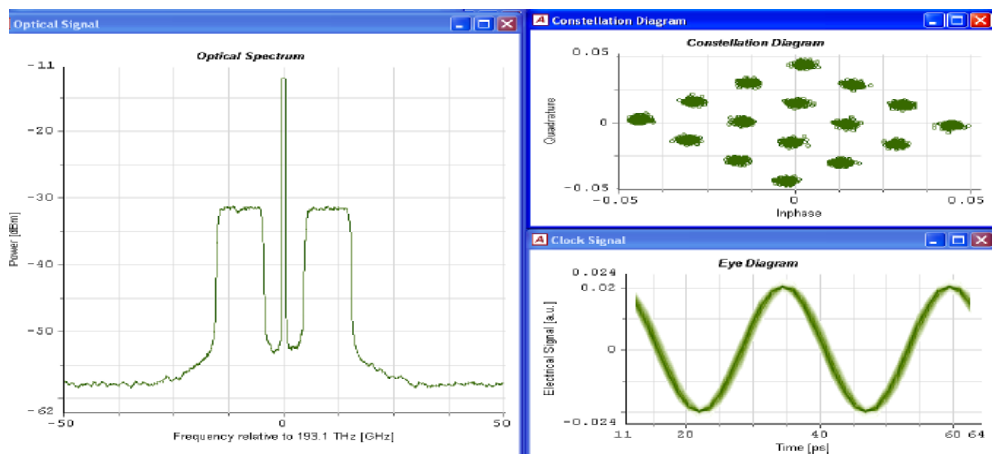 Optical Signal
Optical Spectrum
-11
-20
-30
-40
-50
-62
Power [dBm]
-50
0
50
Frequency relative to 193.1 THz [GHz]
A Constellation Diagram
Constellation Diagram
0.05
0
-0.05
Quadrature
-0.05
0
0.05
Inphase
A Clock Signal
Eye Diagram
0.024
0.02
0
-0.024
Electrical Signal [a.u.]
11
20
40
60
64
Time [ps]